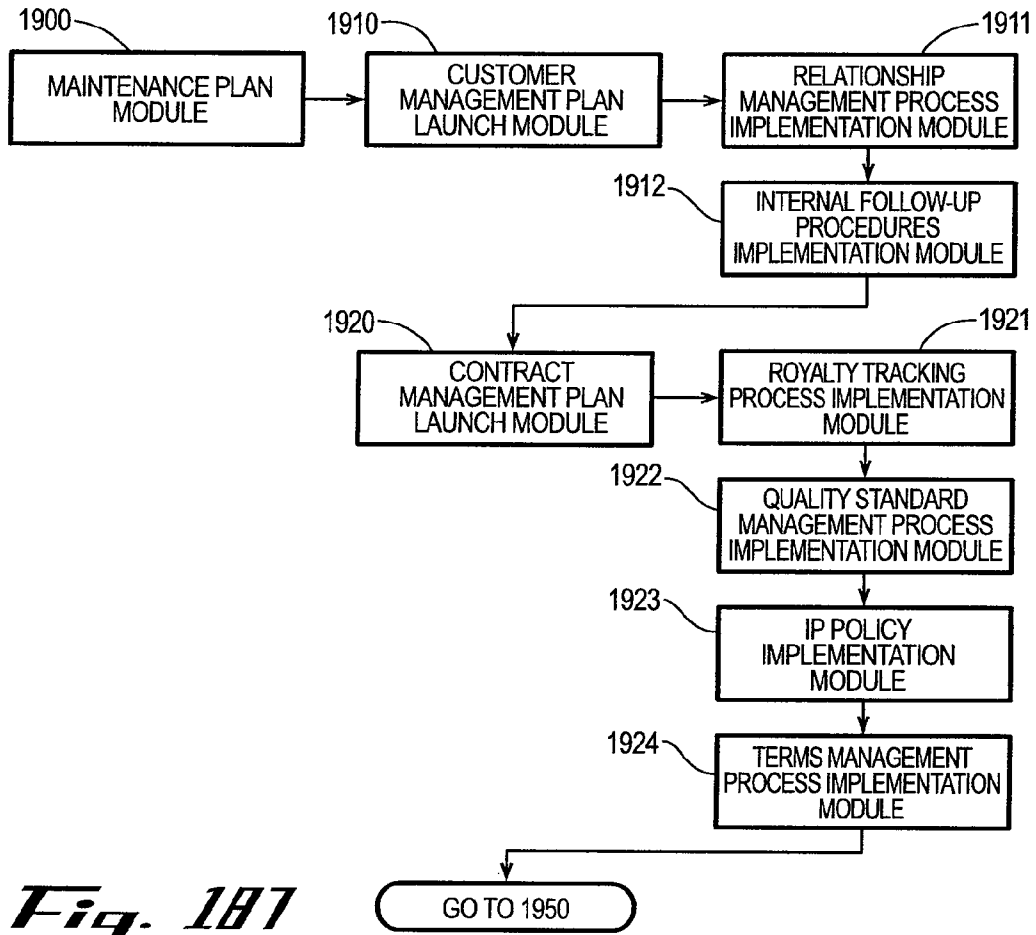 1900
MAINTENANCE PLAN
MODULE
1910
CUSTOMER
MANAGEMENT PLAN
LAUNCH MODULE
1911
RELATIONSHIP
MANAGEMENT PROCESS
IMPLEMENTATION MODULE
1912
INTERNAL FOLLOW-UP
PROCEDURES
IMPLEMENTATION MODULE
1920
CONTRACT
MANAGEMENT PLAN
LAUNCH MODULE
1921
ROYALTY TRACKING
PROCESS IMPLEMENTATION
MODULE
1922
QUALITY STANDARD
MANAGEMENT PROCESS
IMPLEMENTATION MODULE
1923
IP POLICY
IMPLEMENTATION
MODULE
1924
TERMS MANAGEMENT
PROCESS IMPLEMENTATION
MODULE
GO TO 1950
Fig. 187